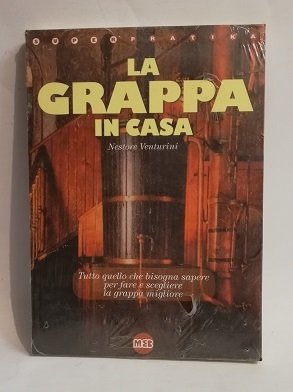 SUPERPRATIKA
LA
GRAPPA
IN CASA
Nestore Venturini
Tutto quello che bisogna sapere
per fare e scegliere
la grappa migliore
MEB